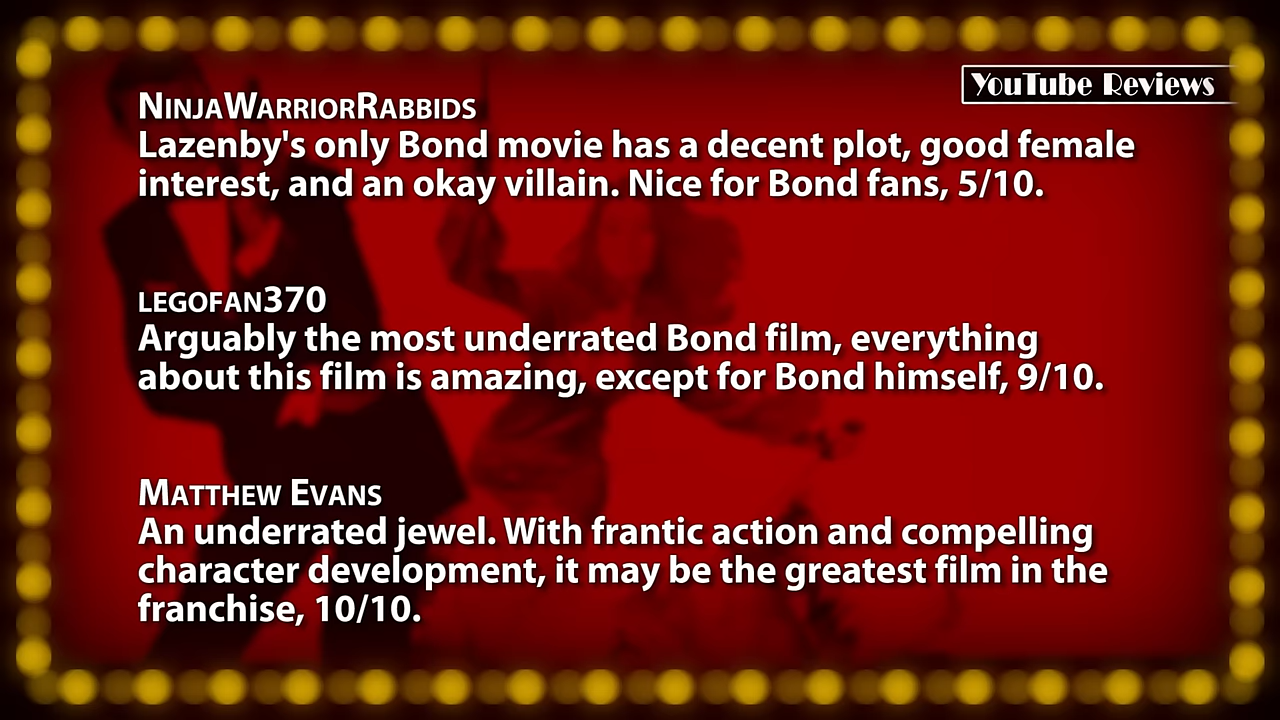 YouTube Reviews
NinjaWarriorRabbids
Lazenby's only Bond movie has a decent plot, good female
interest, and an okay villain. Nice for Bond fans, 5/10.
legofan370
Arguably the most underrated Bond film, everything
about this film is amazing, except for Bond himself, 9/10.
Matthew Evans
An underrated jewel. With frantic action and compelling
character development, it may be the greatest film in the
franchise, 10/10.